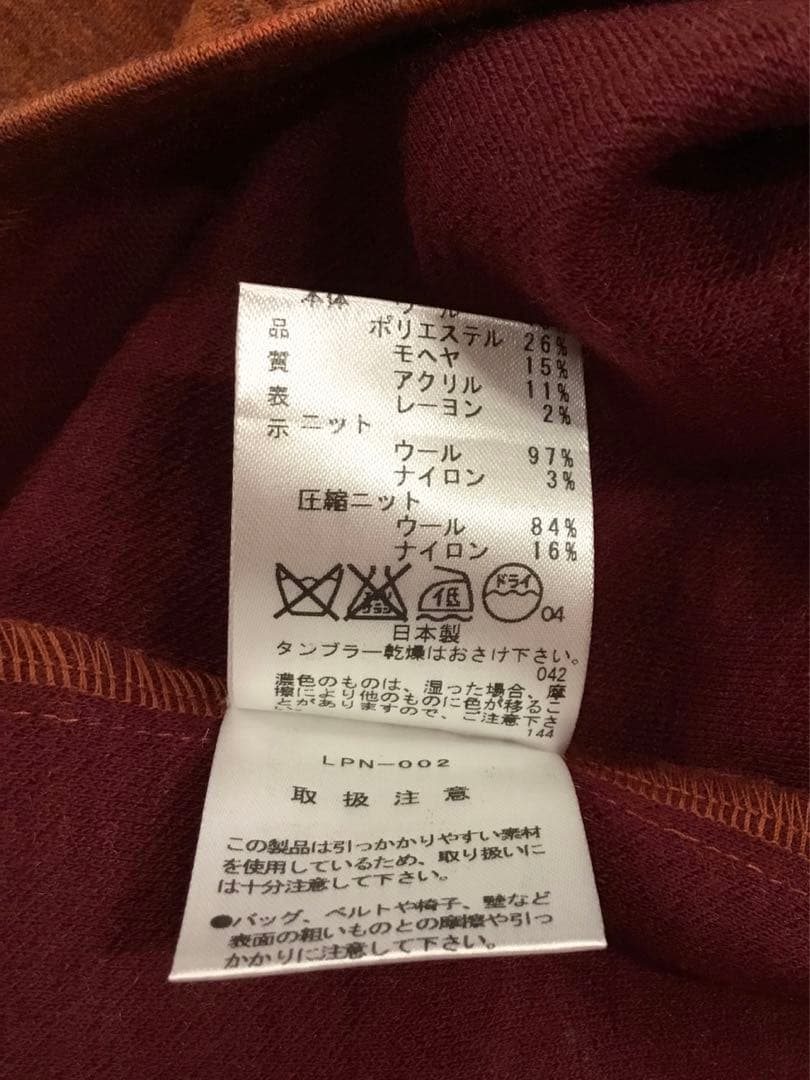 本体 ウール
品 ポリエステル 26%
質 モヘヤ 15%
アクリル 11%
表 レーヨン 2%
示 ニット
ウール 97%
ナイロン 3%
圧縮ニット
ウール 84%
ナイロン 16%
エンソ サラシ 低 ドライ 04
日本製
タンブラー乾燥はおさけ下さい。
042
濃色のものは、湿った場合、摩
擦により他のものに色が移るこ
とがありますので、ご注意下さ
144
LPN-002
取扱注意
この製品は引っかかりやすい素材
を使用しているため、取り扱いに
は十分注意して下さい。
●バッグ、ベルトや椅子、壁など
表面の粗いものとの摩擦や引っ
かかりに注意して下さい。